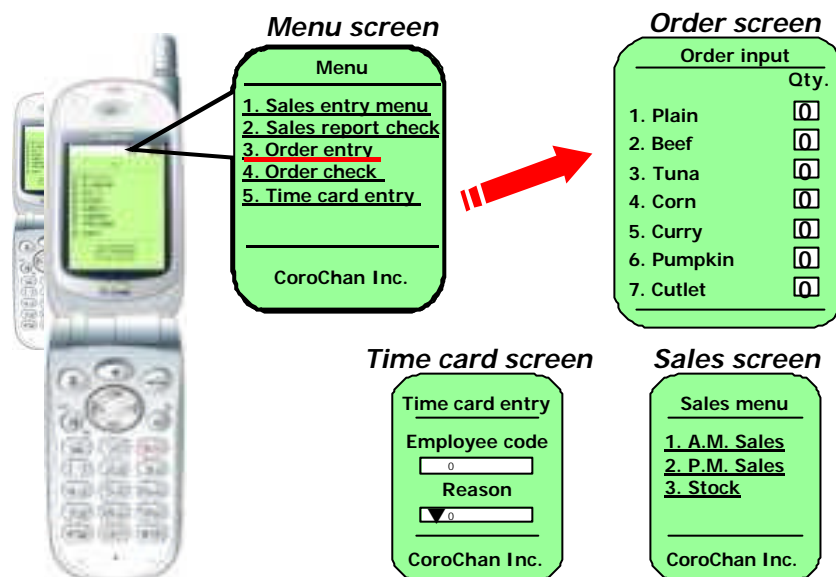 Menu screen
Menu
1. Sales entry menu
2. Sales report check
3. Order entry
4. Order check
5. Time card entry
CoroChan Inc.
Order screen
Order input
Qty.
1. Plain 0
2. Beef 0
3. Tuna 0
4. Corn 0
5. Curry 0
6. Pumpkin 0
7. Cutlet 0
Time card screen
Time card entry
Employee code
0
Reason
0
CoroChan Inc.
Sales screen
Sales menu
1. A.M. Sales
2. P.M. Sales
3. Stock
CoroChan Inc.